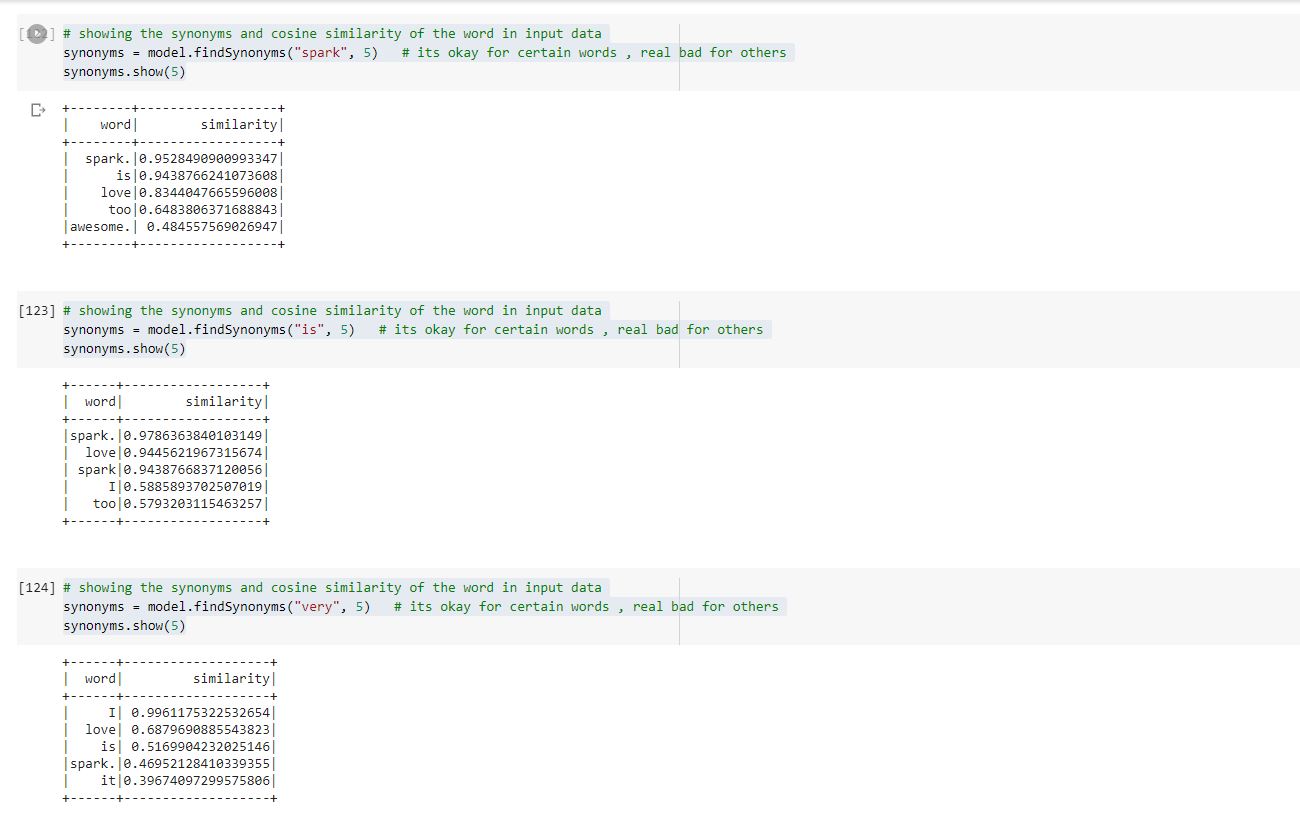 [122] # showing the synonyms and cosine similarity of the word in input data
synonyms = model.findSynonyms("spark", 5)   # its okay for certain words , real bad for others
synonyms.show(5)
+--------+------------------+
|    word|        similarity|
+--------+------------------+
|  spark.|0.9528490900993347|
|      is|0.9438766241073608|
|    love|0.8344047665596008|
|     too|0.6483806371688843|
|awesome.| 0.484557569026947|
+--------+------------------+
[123] # showing the synonyms and cosine similarity of the word in input data
synonyms = model.findSynonyms("is", 5)   # its okay for certain words , real bad for others
synonyms.show(5)
+------+------------------+
|  word|        similarity|
+------+------------------+
|spark.|0.9786363840103149|
|  love|0.9445621967315674|
| spark|0.9438766837120056|
|     I|0.5885893702507019|
|   too|0.5793203115463257|
+------+------------------+
[124] # showing the synonyms and cosine similarity of the word in input data
synonyms = model.findSynonyms("very", 5)   # its okay for certain words , real bad for others
synonyms.show(5)
+------+-------------------+
|  word|         similarity|
+------+-------------------+
|     I| 0.9961175322532654|
|  love| 0.6879690885543823|
|    is| 0.5169904232025146|
|spark.|0.46952128410339355|
|    it|0.39674097299575806|
+------+-------------------+